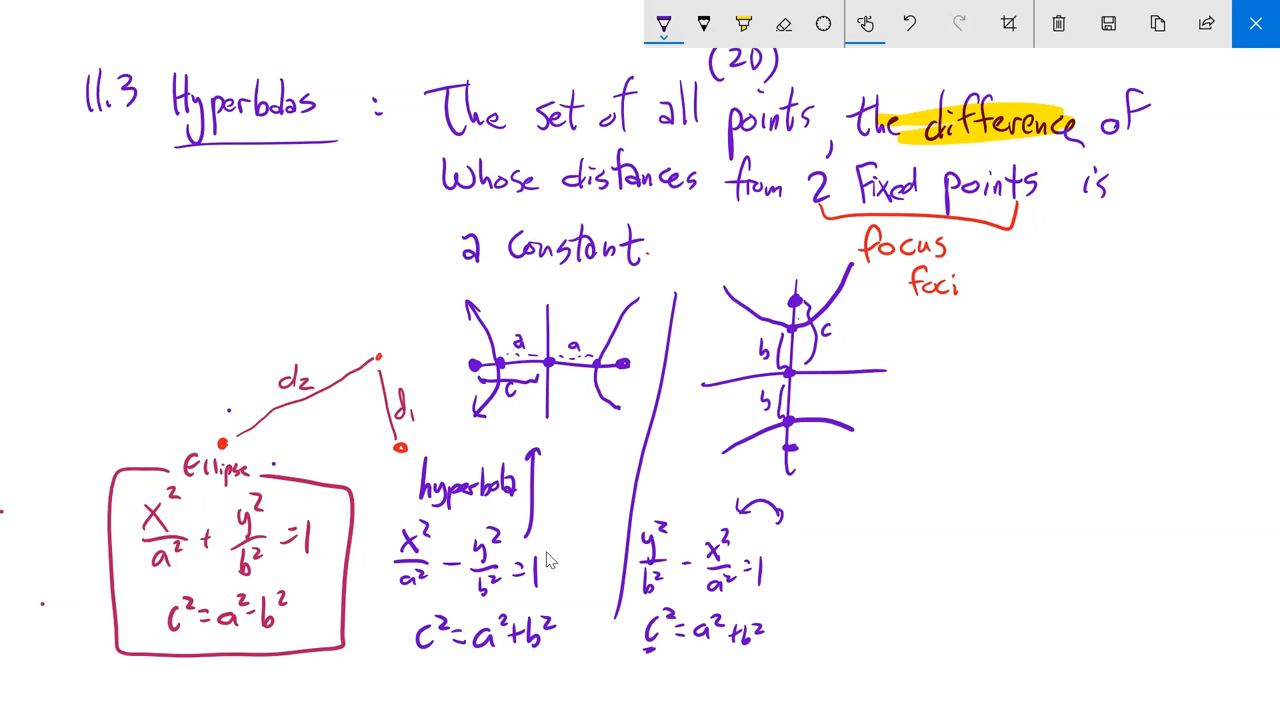 (20)
11.3 Hyperbolas : The set of all points, the difference of
whose distances from 2 Fixed points is
a constant.
focus
foci
a a
c
b
c
b
d2
d1
Ellipse
x²/a² + y²/b² = 1
c² = a² - b²
hyperbola
x²/a² - y²/b² = 1
c² = a² + b²
y²/b² - x²/a² = 1
c² = a² + b²